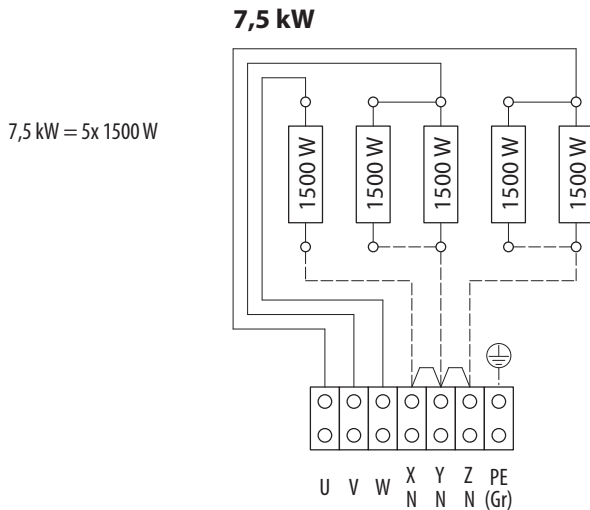 7,5 kW
7,5 kW = 5x 1500 W
1500 W
1500 W
1500 W
1500 W
1500 W
U V W X Y Z PE
N N N (Gr)